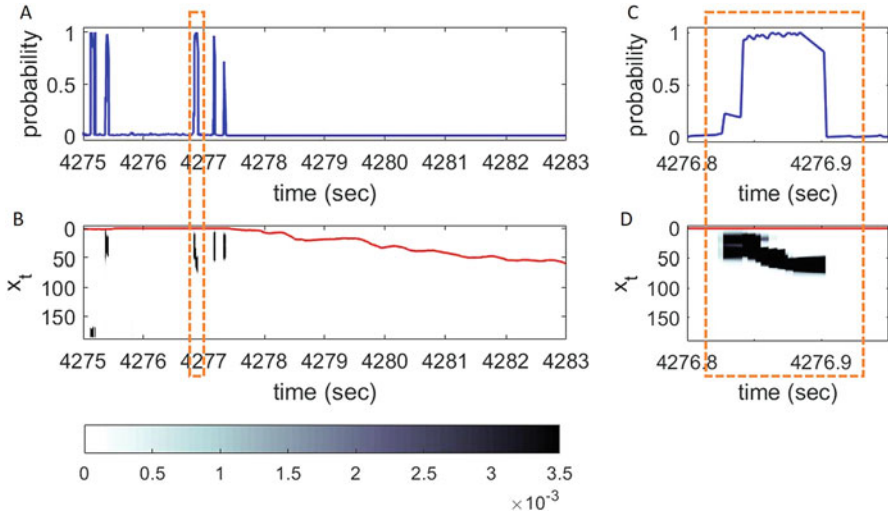 A
probability
1
0.5
0
4275 4276 4277 4278 4279 4280 4281 4282 4283
time (sec)
C
probability
1
0.5
0
4276.8 4276.9
time (sec)
B
x_t
0
50
100
150
4275 4276 4277 4278 4279 4280 4281 4282 4283
time (sec)
D
x_t
0
50
100
150
4276.8 4276.9
time (sec)
0 0.5 1 1.5 2 2.5 3 3.5
×10⁻³